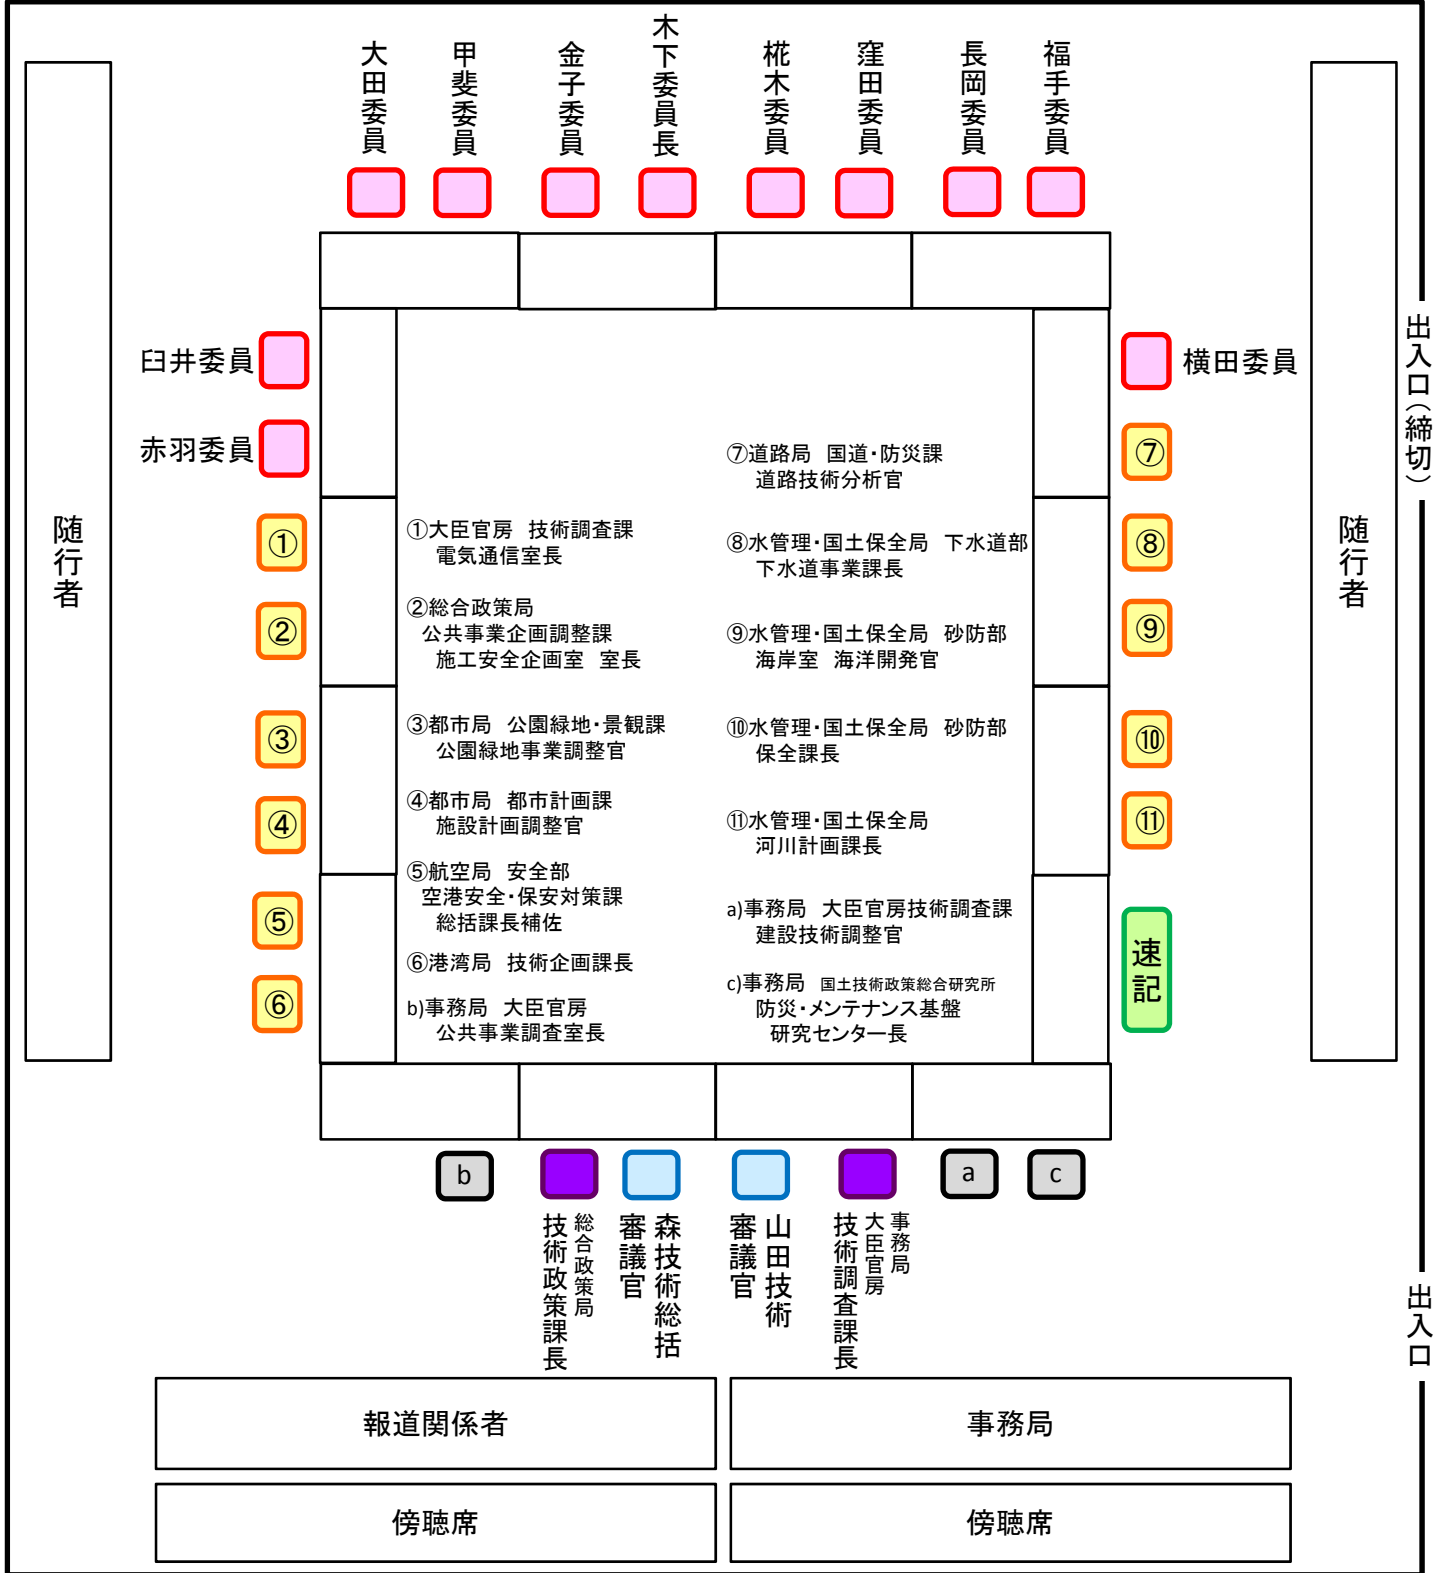 大田委員
甲斐委員
金子委員
木下委員長
椛木委員
窪田委員
長岡委員
福手委員
臼井委員
赤羽委員
横田委員
随行者
随行者
出入口（締切）
出入口
①
②
③
④
⑤
⑥
①大臣官房 技術調査課
電気通信室長
②総合政策局
公共事業企画調整課
施工安全企画室 室長
③都市局 公園緑地・景観課
公園緑地事業調整官
④都市局 都市計画課
施設計画調整官
⑤航空局 安全部
空港安全・保安対策課
総括課長補佐
⑥港湾局 技術企画課長
b)事務局 大臣官房
公共事業調査室長
⑦道路局 国道・防災課
道路技術分析官
⑧水管理・国土保全局 下水道部
下水道事業課長
⑨水管理・国土保全局 砂防部
海岸室 海洋開発官
⑩水管理・国土保全局 砂防部
保全課長
⑪水管理・国土保全局
河川計画課長
a)事務局 大臣官房技術調査課
建設技術調整官
c)事務局 国土技術政策総合研究所
防災・メンテナンス基盤
研究センター長
⑦
⑧
⑨
⑩
⑪
速記
b
a
c
総合政策局
技術政策課長
森技術総括
審議官
山田技術
審議官
事務局
大臣官房
技術調査課長
報道関係者
事務局
傍聴席
傍聴席